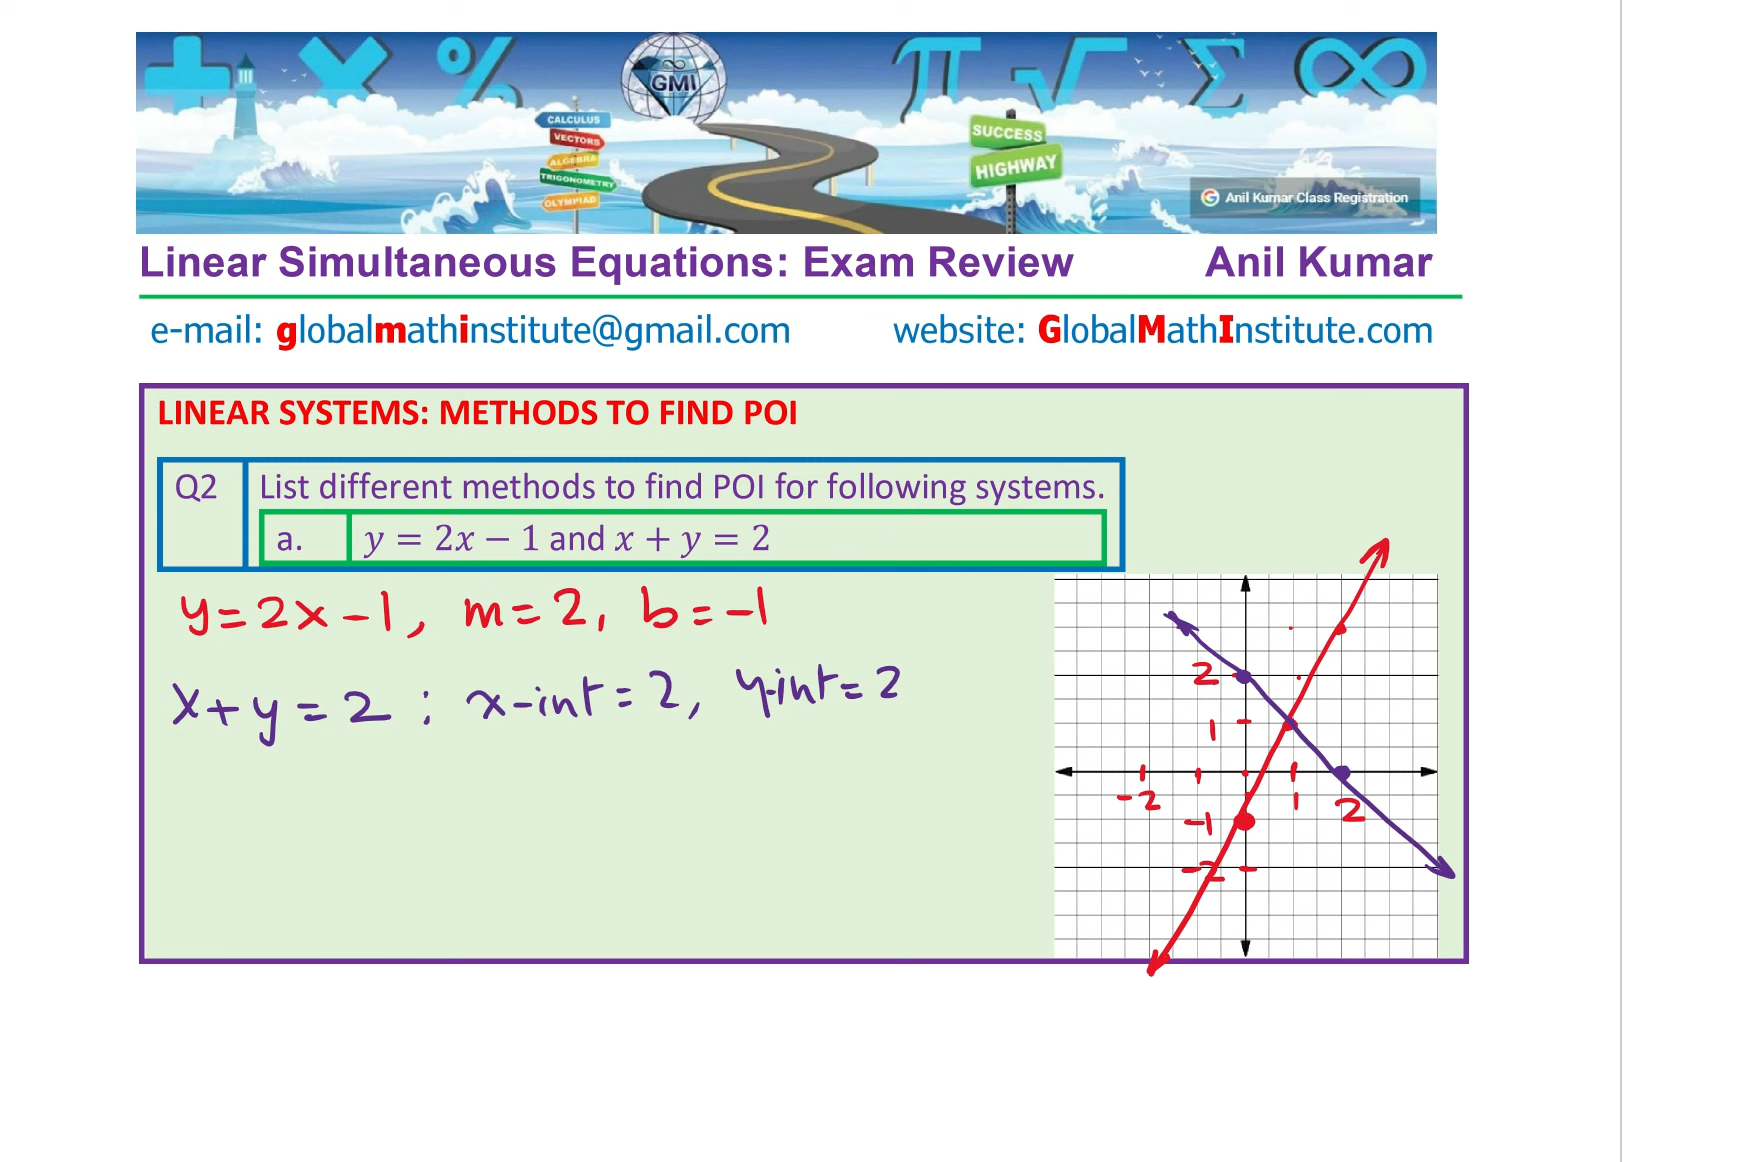 GMI
CALCULUS
VECTORS
ALGEBRA
TRIGONOMETRY
OLYMPIAD
SUCCESS
HIGHWAY
Anil Kumar Class Registration
Linear Simultaneous Equations: Exam Review Anil Kumar
e-mail: globalmathinstitute@gmail.com website: GlobalMathInstitute.com
LINEAR SYSTEMS: METHODS TO FIND POI
Q2 List different methods to find POI for following systems.
a. y = 2x − 1 and x + y = 2
y = 2x - 1, m = 2, b = -1
x + y = 2 : x-int = 2, y-int = 2
2
1
-2 1 2
-1
-2